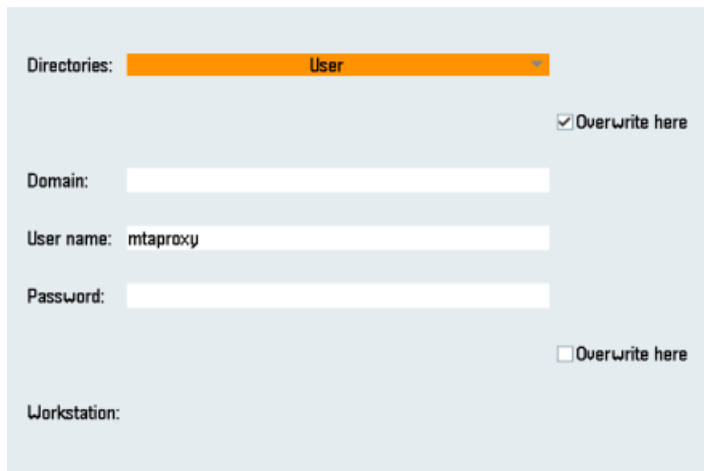 Directories: User
Overwrite here
Domain:
User name: mtaproxy
Password:
Overwrite here
Workstation: